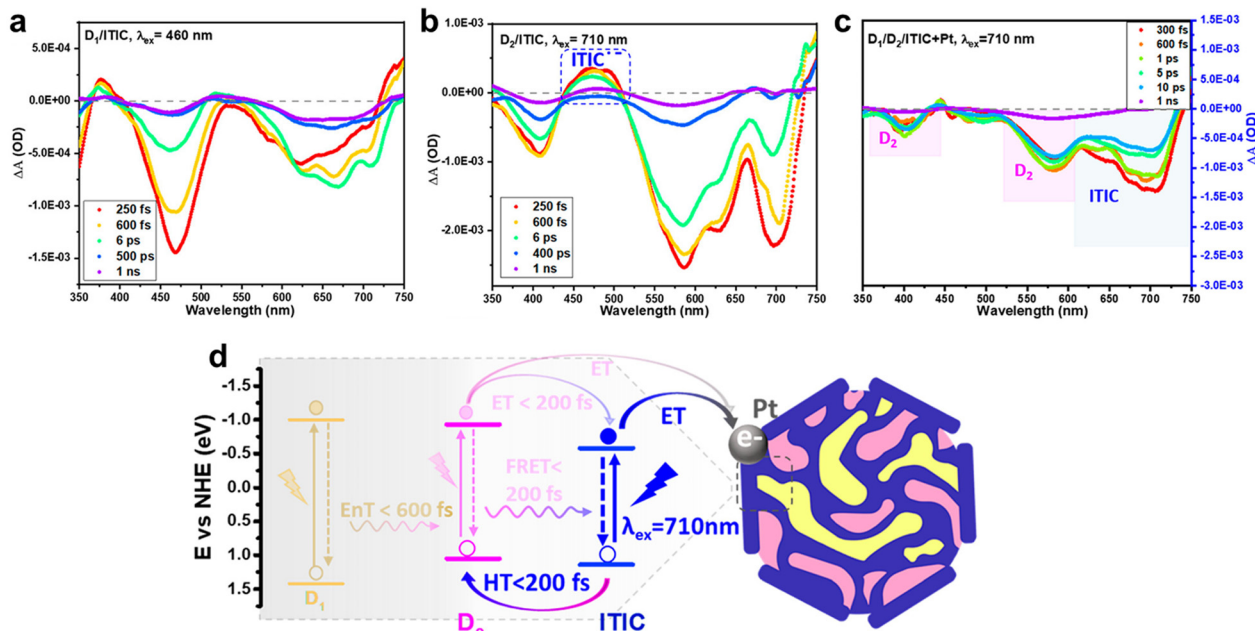 a
D₁/ITIC, λex= 460 nm
5.0E-04
0.0E+00
-5.0E-04
-1.0E-03
-1.5E-03
ΔA (OD)
250 fs
600 fs
6 ps
500 ps
1 ns
350 400 450 500 550 600 650 700 750
Wavelength (nm)
b
D₂/ITIC, λex= 710 nm
ITIC
1.0E-03
0.0E+00
-1.0E-03
-2.0E-03
ΔA (OD)
250 fs
600 fs
6 ps
400 ps
1 ns
350 400 450 500 550 600 650 700 750
Wavelength (nm)
c
D₁/D₂/ITIC+Pt, λex=710 nm
300 fs
600 fs
1 ps
5 ps
10 ps
1 ns
1.5E-03
1.0E-03
5.0E-04
0.0E+00
-5.0E-04
-1.0E-03
-1.5E-03
-2.0E-03
-2.5E-03
-3.0E-03
ΔA (OD)
D₂
D₂
ITIC
350 400 450 500 550 600 650 700 750
Wavelength (nm)
d
E vs NHE (eV)
-1.5
-1.0
-0.5
0.0
0.5
1.0
1.5
ET
ET < 200 fs
ET
Pt
e-
FRET<
200 fs
EnT < 600 fs
λex=710nm
HT<200 fs
D₁
ITIC